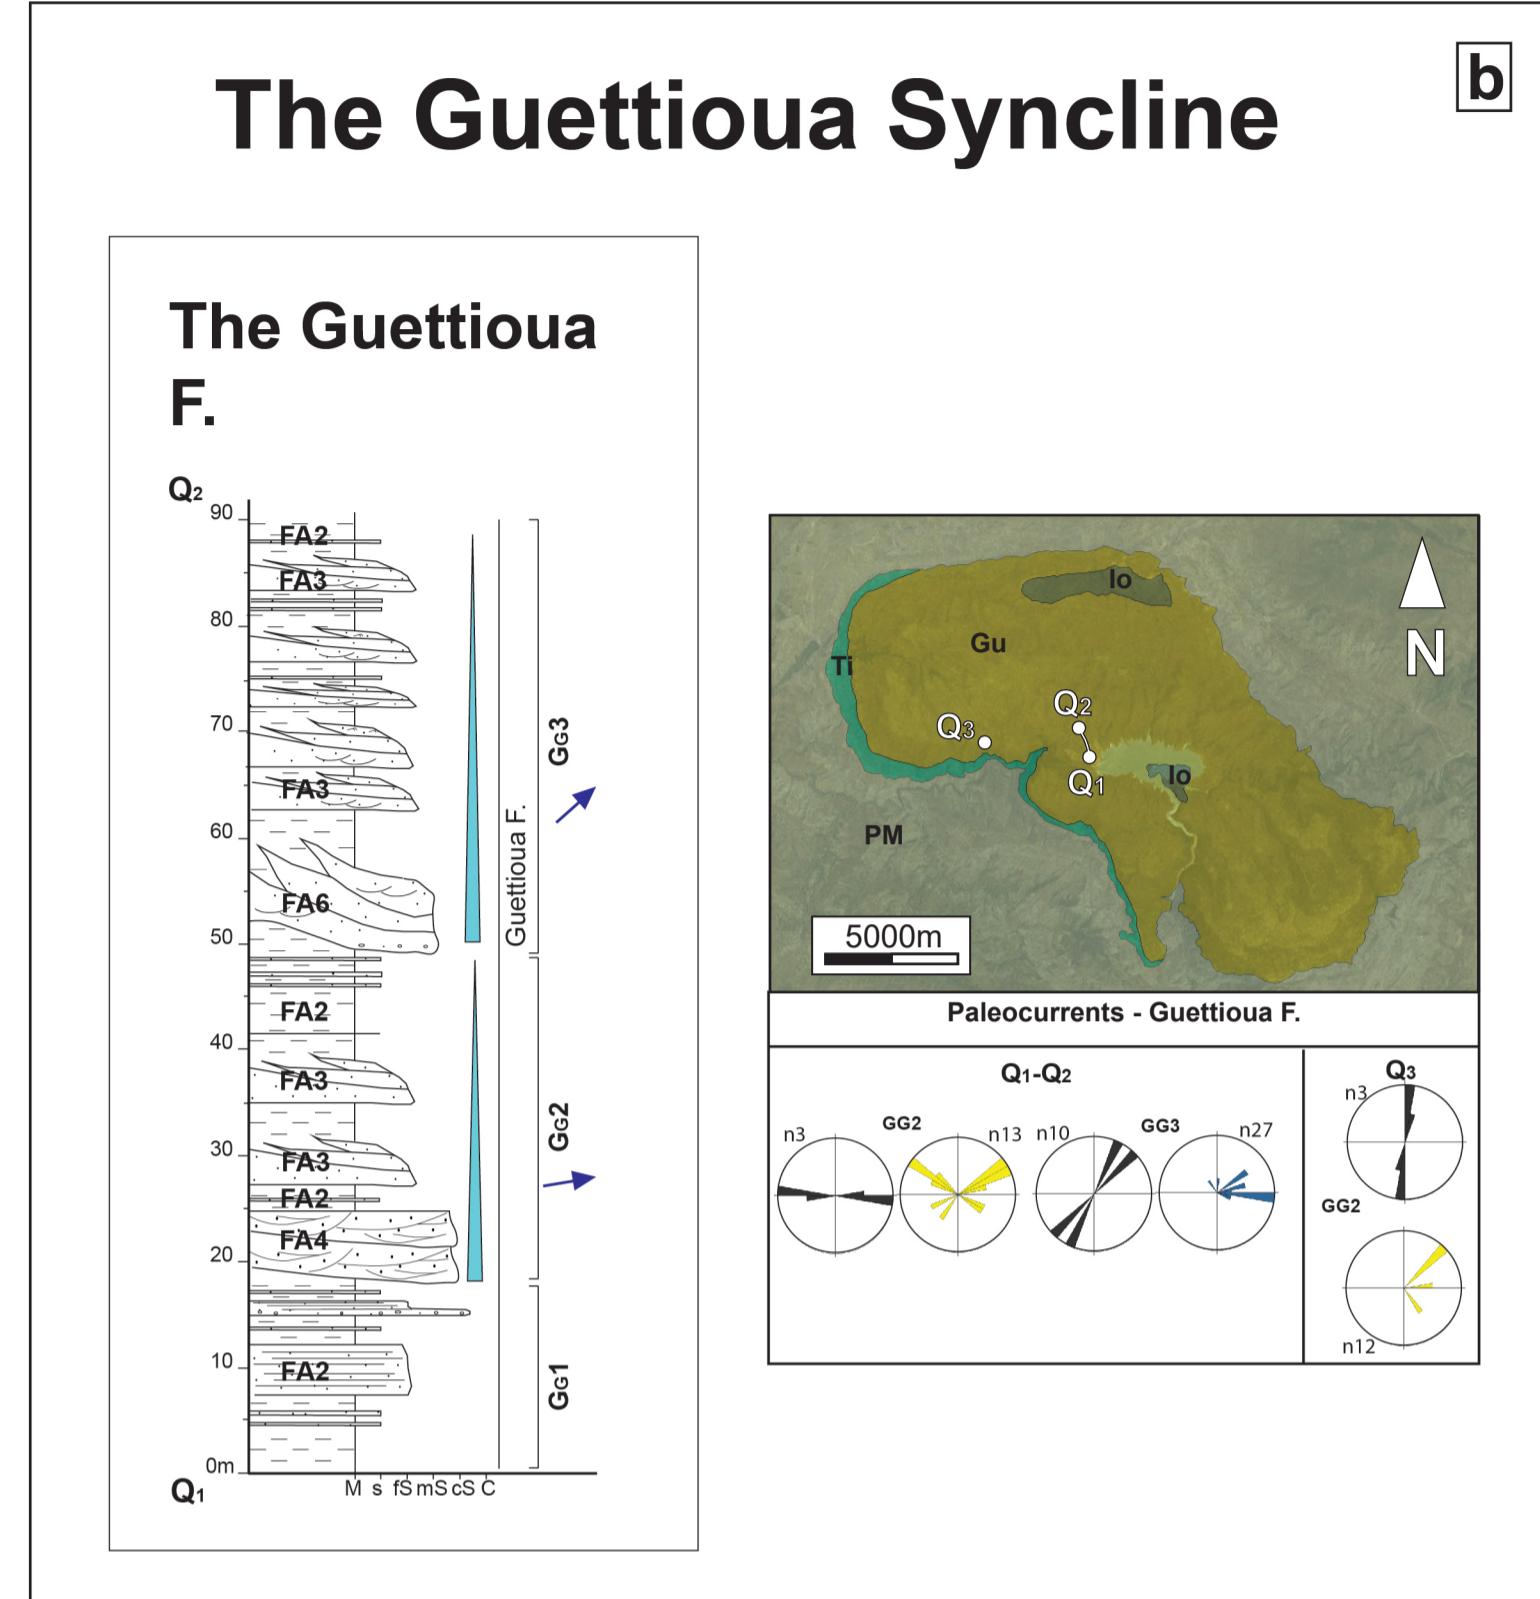 The Guettioua Syncline
b
The Guettioua
F.
Q2
90
80
70
60
50
40
30
20
10
0m
Q1
FA2
FA3
FA3
FA6
FA2
FA3
FA3
FA2
FA4
FA2
M s fS mS cS C
Guettioua F.
GG3
GG2
GG1
Io
Gu
Ti
Q2
Q3
Q1
Io
PM
N
5000m
Paleocurrents - Guettioua F.
Q1-Q2
n3
GG2
n13
n10
GG3
n27
Q3
n3
GG2
n12